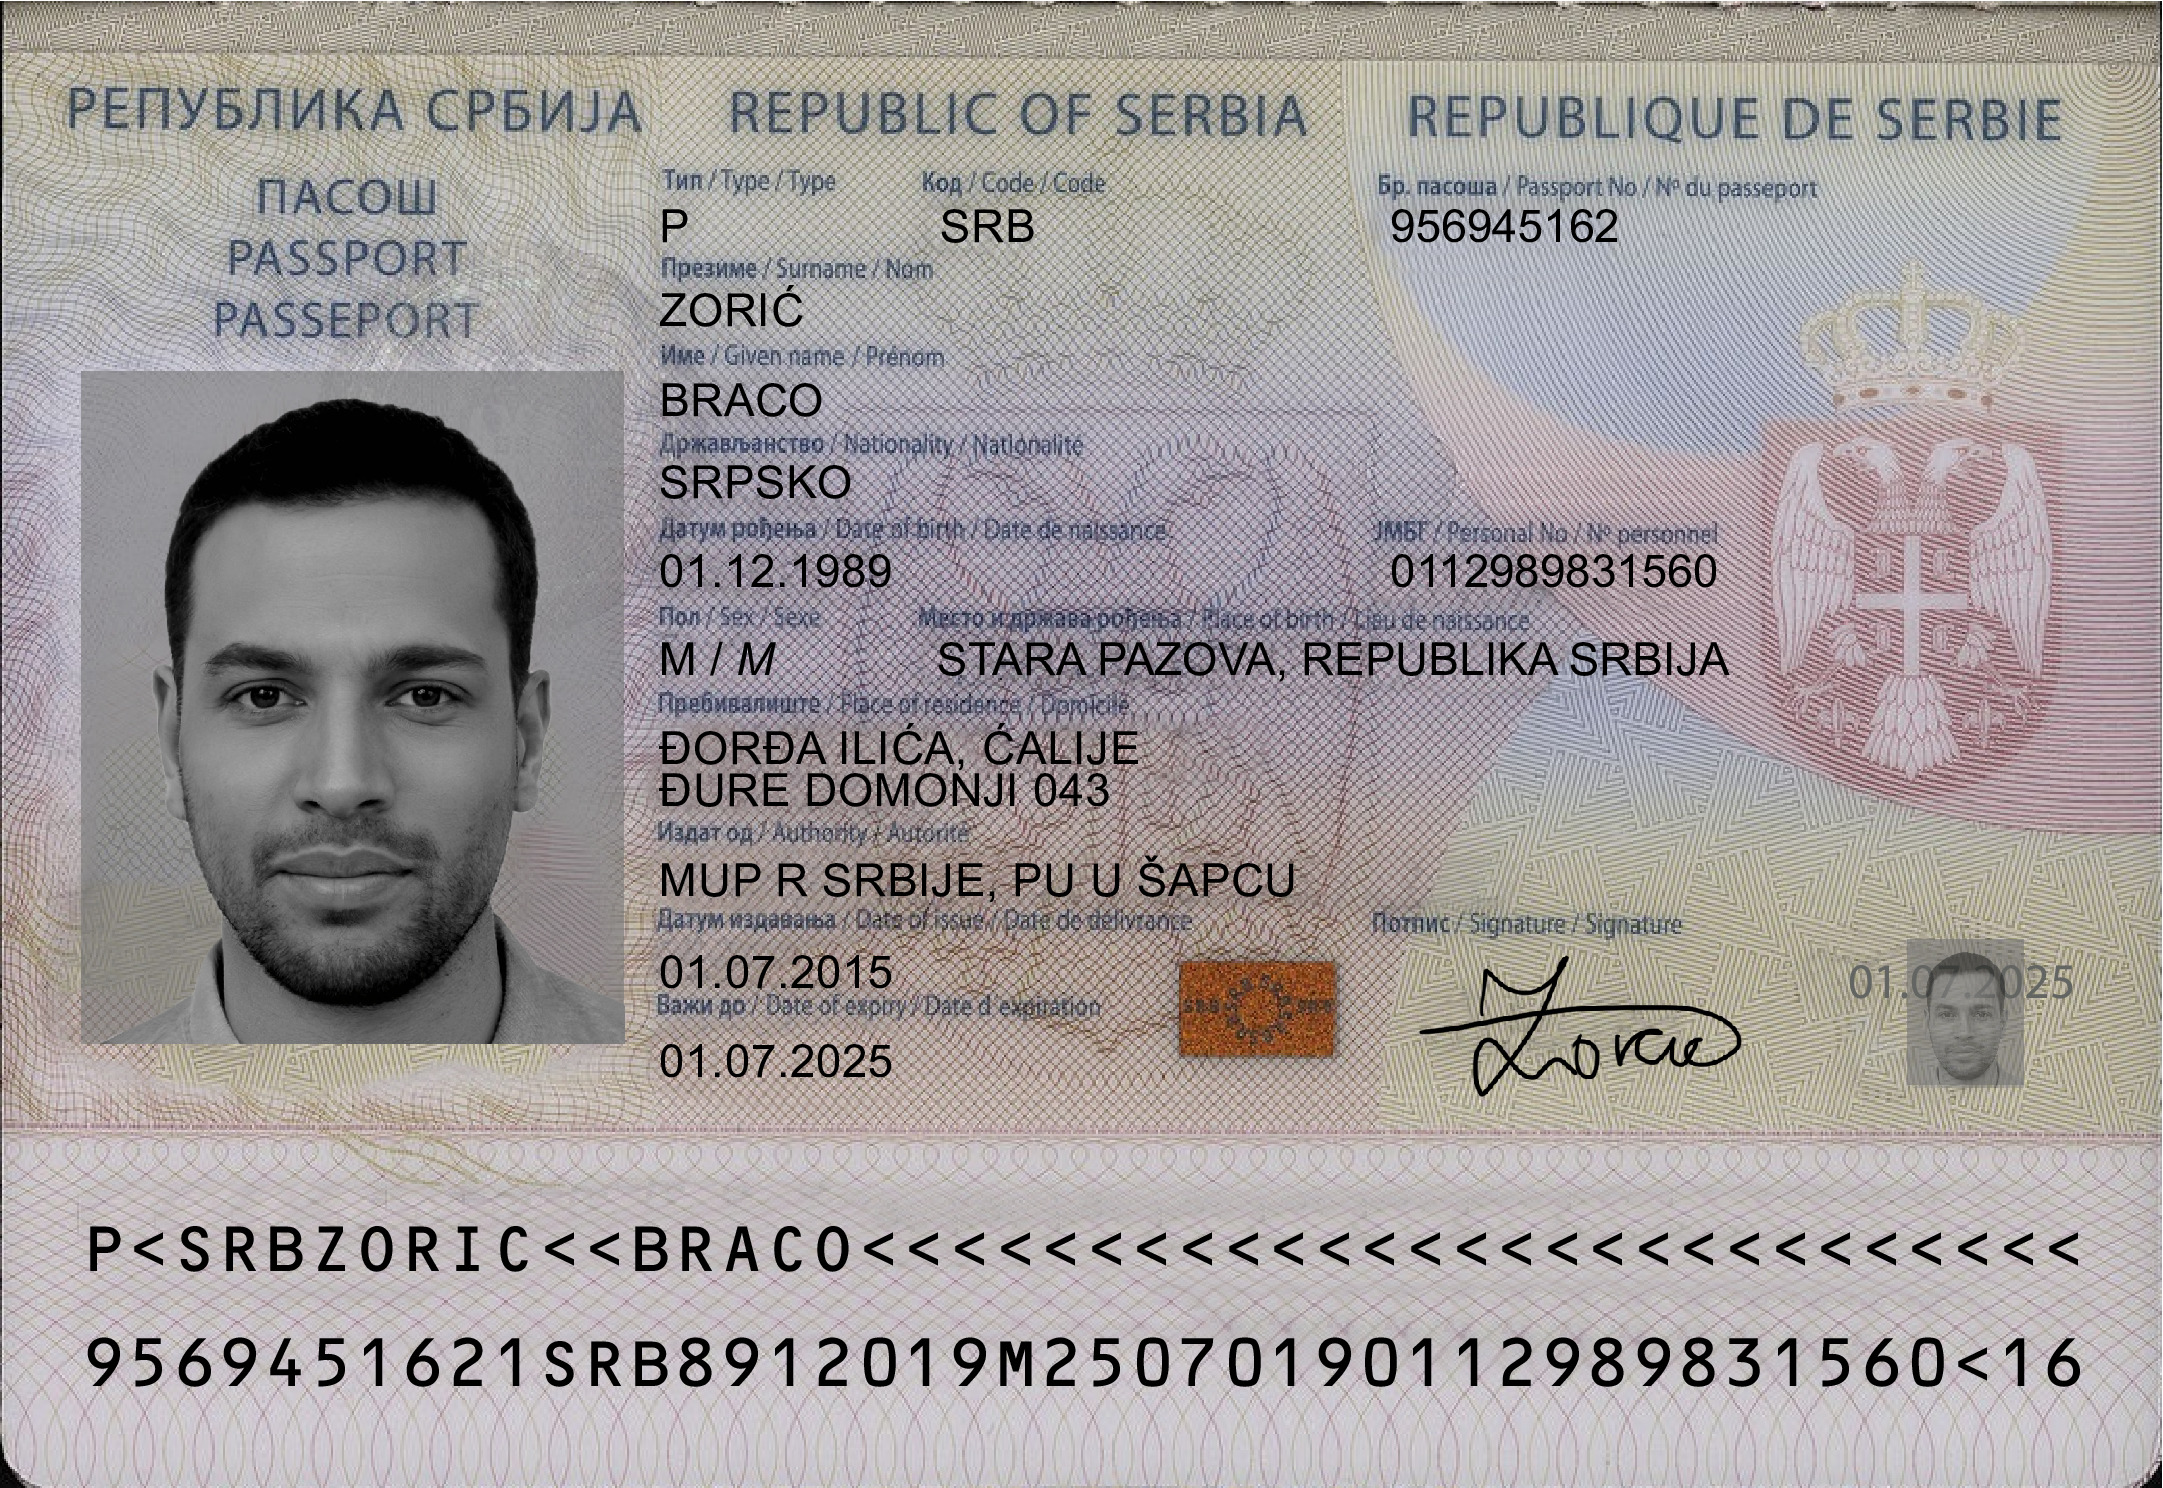 РЕПУБЛИКА СРБИЈА REPUBLIC OF SERBIA REPUBLIQUE DE SERBIE
ПАСОШ
PASSPORT
PASSEPORT
Тип / Type / Type Код / Code / Code Бр. пасоша / Passport No / Nº du passeport
P SRB 956945162
Презиме / Surname / Nom
ZORIĆ
Име / Given name / Prénom
BRACO
Држављанство / Nationality / Nationalité
SRPSKO
Датум рођења / Date of birth / Date de naissance ЈМБГ / Personal No / Nº personnel
01.12.1989 0112989831560
Пол / Sex / Sexe Место и држава рођења / Place of birth / Lieu de naissance
M / M STARA PAZOVA, REPUBLIKA SRBIJA
Пребивалиште / Place of residence / Domicile
ĐORĐA ILIĆA, ĆALIJE
ĐURE DOMONJI 043
Издат од / Authority / Autorité
MUP R SRBIJE, PU U ŠAPCU
Датум издавања / Date of issue / Date de délivrance Потпис / Signature / Signature
01.07.2015
Важи до / Date of expiry / Date d expiration
01.07.2025
Zoric
01.07.2025
P<SRBZORIC<<BRACO<<<<<<<<<<<<<<<<<<<<<<<<<<<
9569451621SRB8912019M25070190112989831560<16